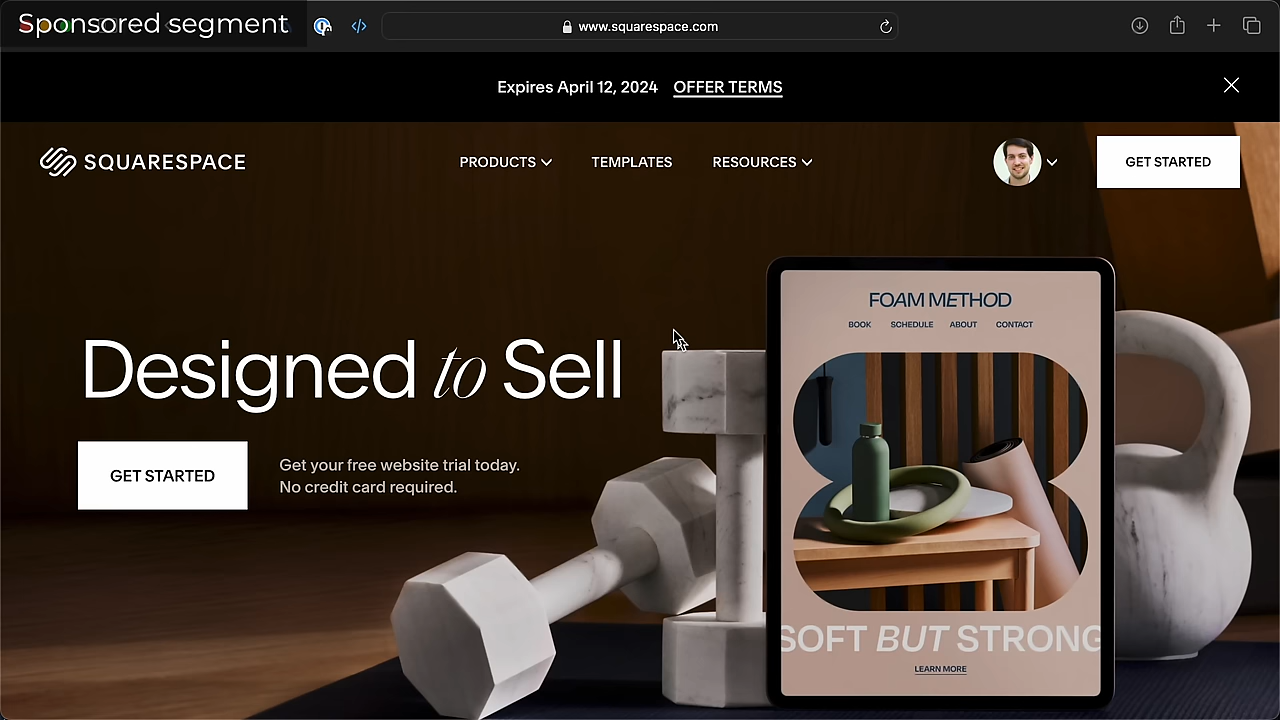 Sponsored segment
www.squarespace.com
Expires April 12, 2024 OFFER TERMS
SQUARESPACE
PRODUCTS
TEMPLATES
RESOURCES
GET STARTED
FOAM METHOD
BOOK SCHEDULE ABOUT CONTACT
Designed to Sell
GET STARTED
Get your free website trial today.
No credit card required.
SOFT BUT STRONG
LEARN MORE